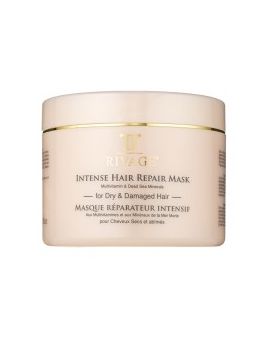 RIVAGE
INTENSE HAIR REPAIR MASK
Multivitamin & Dead Sea Minerals
for Dry & Damaged Hair
MASQUE RÉPARATEUR INTENSIF
Aux Multivitamines et aux Minéraux de la Mer Morte
pour Cheveux Secs et abîmés